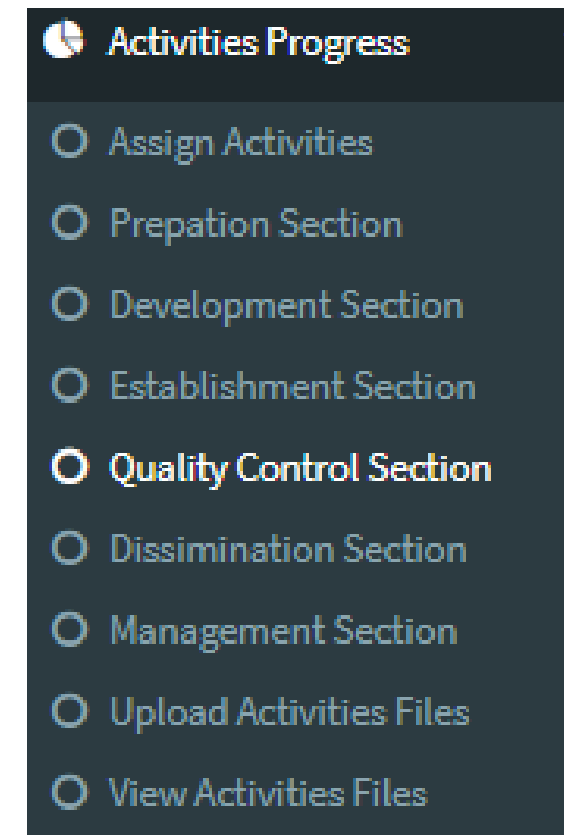 Activities Progress
Assign Activities
Prepation Section
Development Section
Establishment Section
Quality Control Section
Dissimination Section
Management Section
Upload Activities Files
View Activities Files